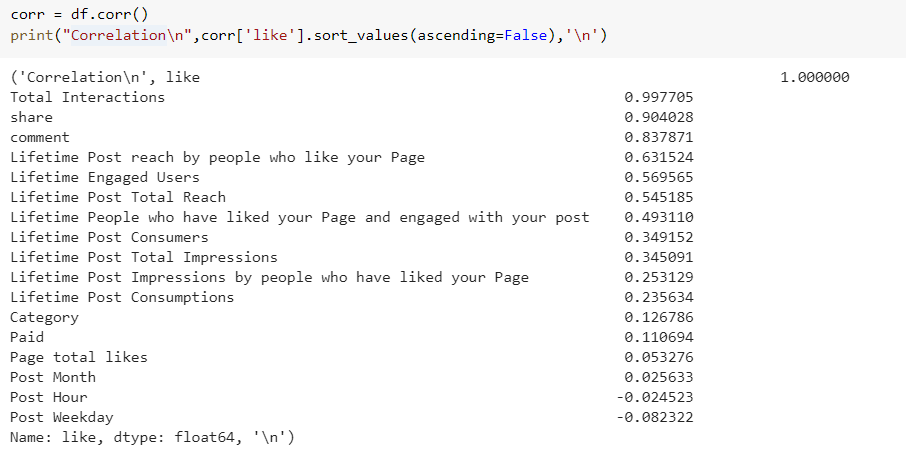 corr = df.corr()
print("Correlation\n",corr['like'].sort_values(ascending=False),'\n')
('Correlation\n', like 1.000000
Total Interactions 0.997705
share 0.904028
comment 0.837871
Lifetime Post reach by people who like your Page 0.631524
Lifetime Engaged Users 0.569565
Lifetime Post Total Reach 0.545185
Lifetime People who have liked your Page and engaged with your post 0.493110
Lifetime Post Consumers 0.349152
Lifetime Post Total Impressions 0.345091
Lifetime Post Impressions by people who have liked your Page 0.253129
Lifetime Post Consumptions 0.235634
Category 0.126786
Paid 0.110694
Page total likes 0.053276
Post Month 0.025633
Post Hour -0.024523
Post Weekday -0.082322
Name: like, dtype: float64, '\n')